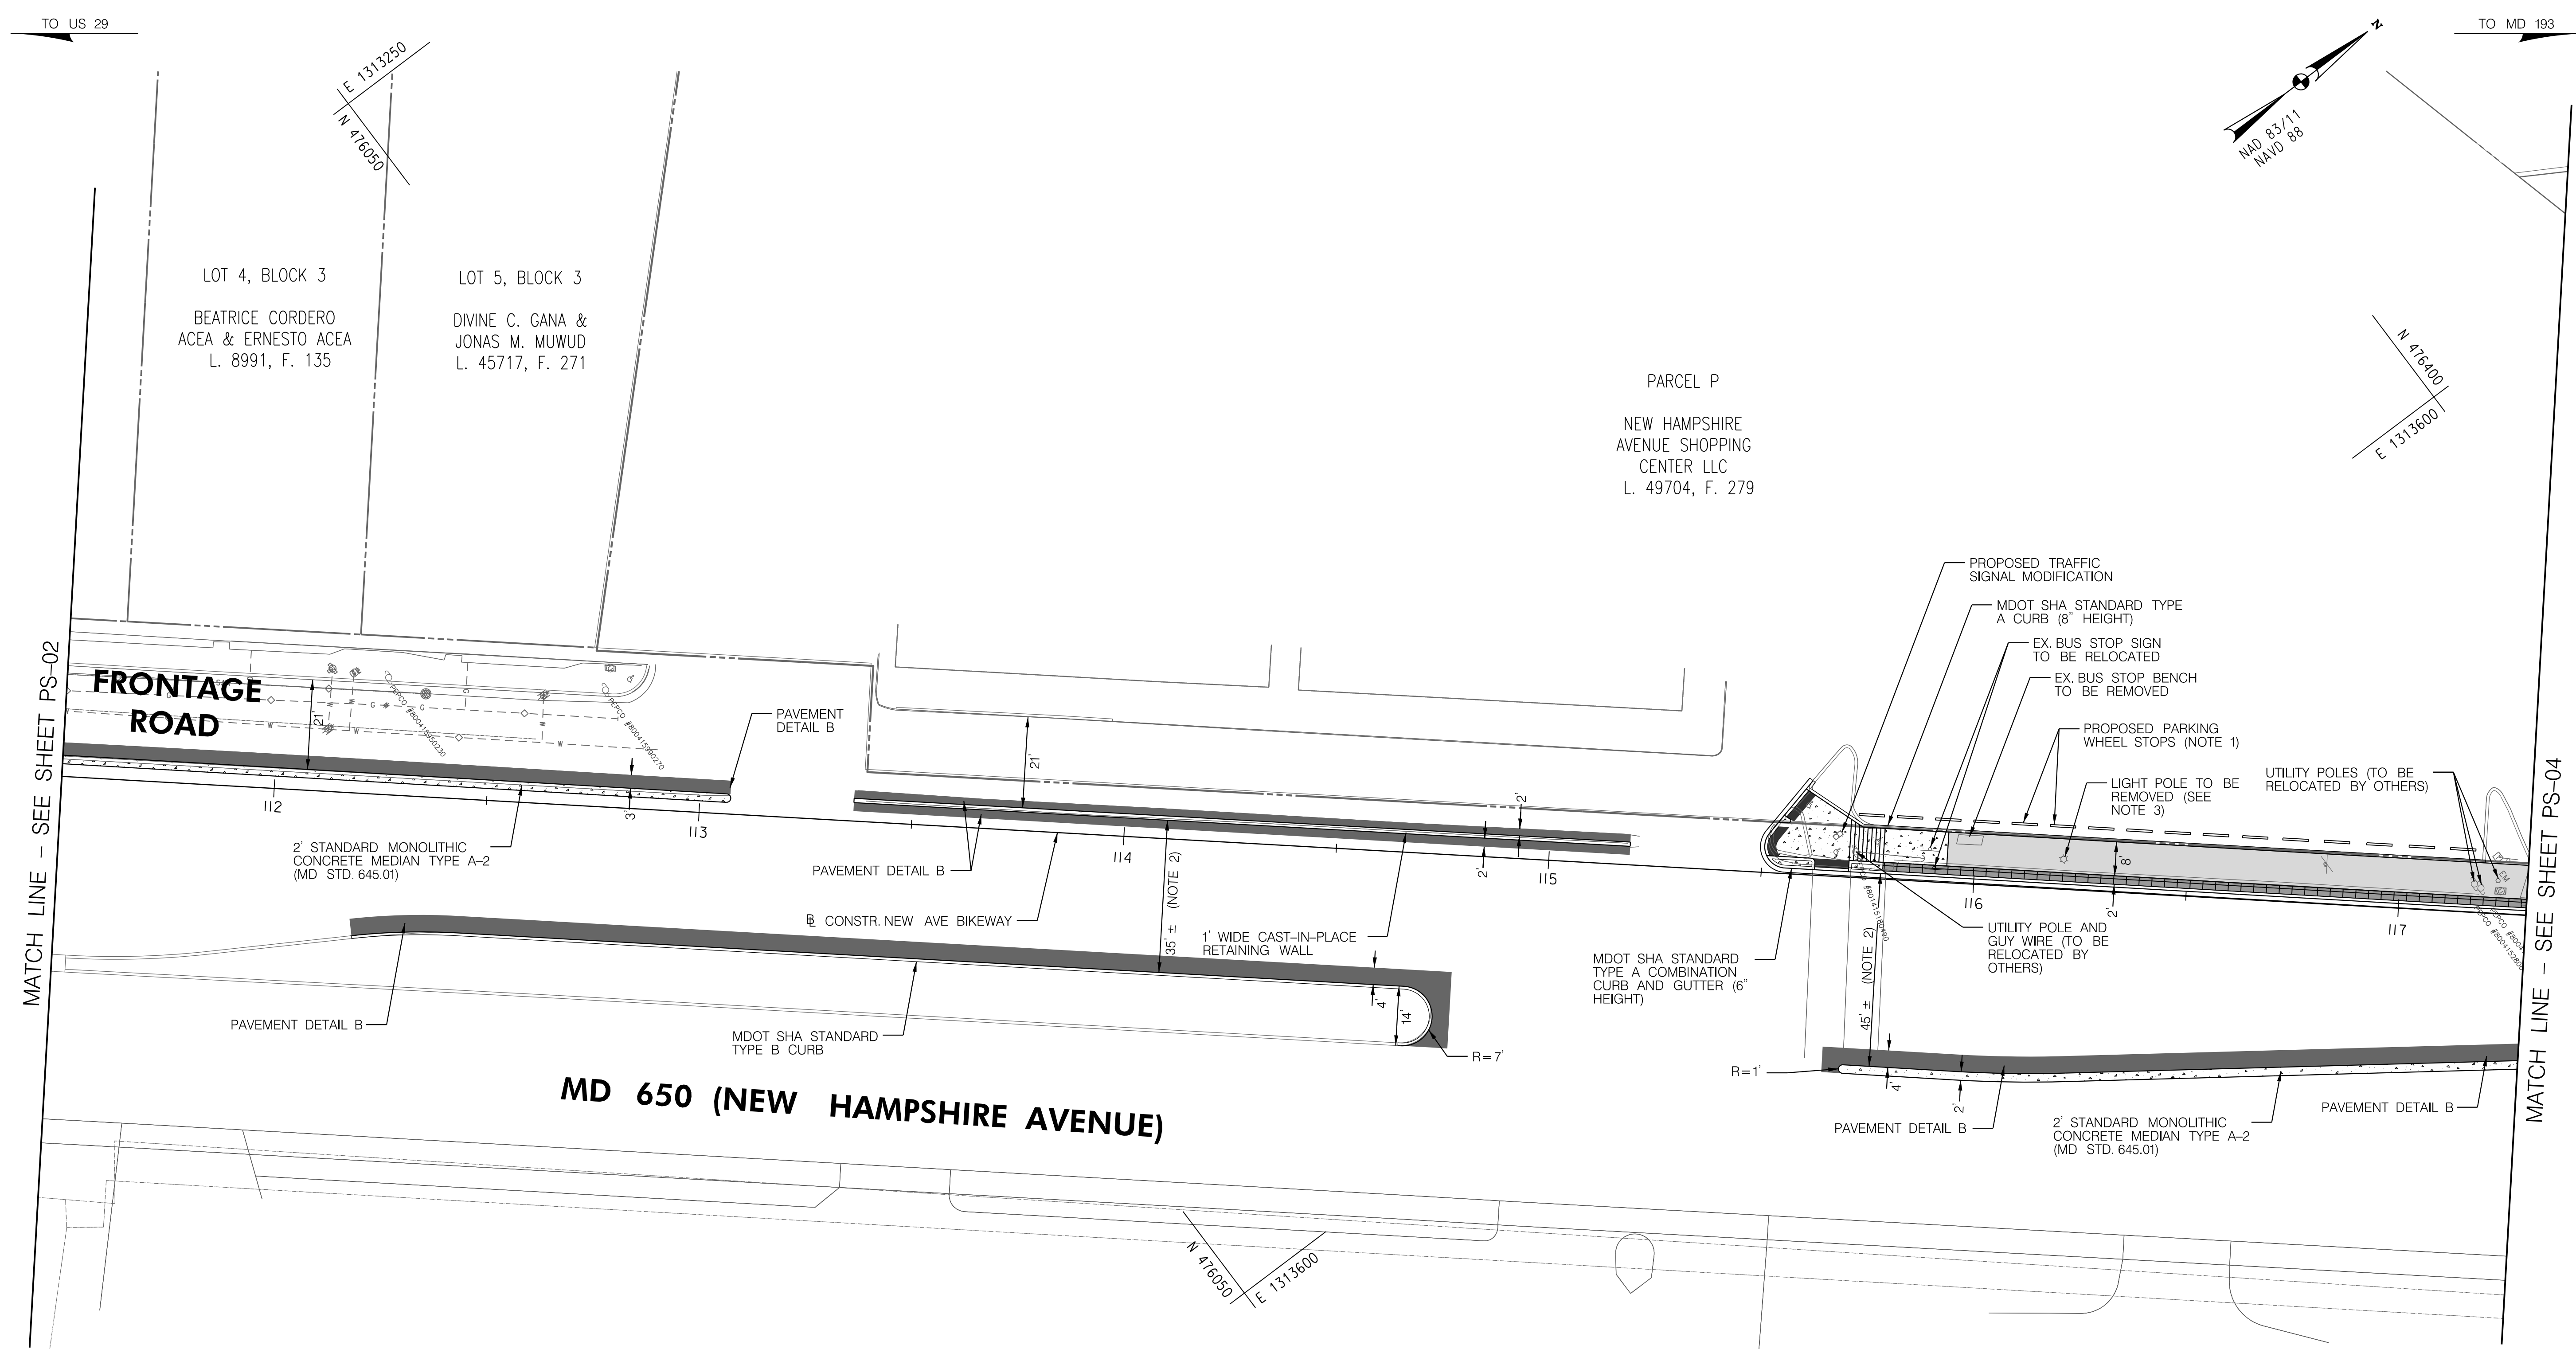 TO US 29
TO MD 193
E 1313250
N 476050
N
NAD 83/11
NAVD 88
LOT 4, BLOCK 3
BEATRICE CORDERO
ACEA & ERNESTO ACEA
L. 8991, F. 135
LOT 5, BLOCK 3
DIVINE C. GANA &
JONAS M. MUWUD
L. 45717, F. 271
PARCEL P
NEW HAMPSHIRE
AVENUE SHOPPING
CENTER LLC
L. 49704, F. 279
N 476400
E 1313600
MATCH LINE - SEE SHEET PS-02
FRONTAGE
ROAD
21'
PEPCO #800415950230
PEPCO #800415990270
G
G
G
W
W
W
W
PAVEMENT
DETAIL B
3'
112
113
2' STANDARD MONOLITHIC
CONCRETE MEDIAN TYPE A-2
(MD STD. 645.01)
21'
PAVEMENT DETAIL B
114
2'
2'
115
35' ± (NOTE 2)
℄ CONSTR. NEW AVE BIKEWAY
1' WIDE CAST-IN-PLACE
RETAINING WALL
PAVEMENT DETAIL B
MDOT SHA STANDARD
TYPE B CURB
4'
14'
R=7'
PROPOSED TRAFFIC
SIGNAL MODIFICATION
MDOT SHA STANDARD TYPE
A CURB (8" HEIGHT)
EX. BUS STOP SIGN
TO BE RELOCATED
EX. BUS STOP BENCH
TO BE REMOVED
PROPOSED PARKING
WHEEL STOPS (NOTE 1)
LIGHT POLE TO BE
REMOVED (SEE
NOTE 3)
UTILITY POLES (TO BE
RELOCATED BY OTHERS)
8'
2'
EM
116
117
MDOT SHA STANDARD
TYPE A COMBINATION
CURB AND GUTTER (6"
HEIGHT)
UTILITY POLE AND
GUY WIRE (TO BE
RELOCATED BY
OTHERS)
45' ± (NOTE 2)
R=1'
4'
2'
PAVEMENT DETAIL B
2' STANDARD MONOLITHIC
CONCRETE MEDIAN TYPE A-2
(MD STD. 645.01)
PAVEMENT DETAIL B
MATCH LINE - SEE SHEET PS-04
MD 650 (NEW HAMPSHIRE AVENUE)
N 476050
E 1313600